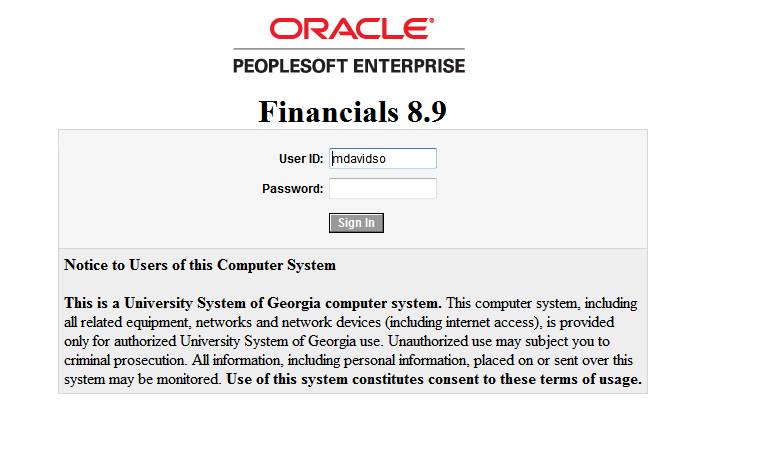 ORACLE®
PEOPLESOFT ENTERPRISE
Financials 8.9
User ID: mdavidso
Password:
Sign In
Notice to Users of this Computer System
This is a University System of Georgia computer system. This computer system, including
all related equipment, networks and network devices (including internet access), is provided
only for authorized University System of Georgia use. Unauthorized use may subject you to
criminal prosecution. All information, including personal information, placed on or sent over this
system may be monitored. Use of this system constitutes consent to these terms of usage.